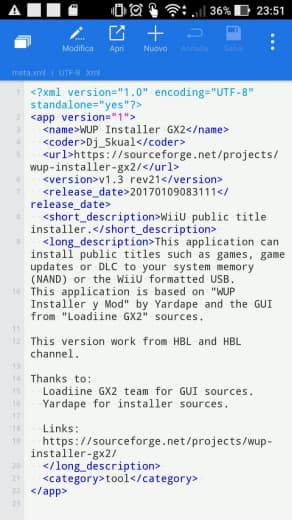 36% 23:51
Modifica Apri Nuovo Annulla Salva
meta.xml | UTF-8 Xml
1 <?xml version="1.0" encoding="UTF-8"
standalone="yes"?>
2 <app version="1">
3 <name>WUP Installer GX2</name>
4 <coder>Dj_Skual</coder>
5 <url>https://sourceforge.net/projects/
wup-installer-gx2/</url>
6 <version>v1.3 rev21</version>
7 <release_date>20170109083111</
release_date>
8 <short_description>WiiU public title
installer.</short_description>
9 <long_description>This application can
install public titles such as games, game
updates or DLC to your system memory
(NAND) or the WiiU formatted USB.
10 This application is based on "WUP
Installer y Mod" by Yardape and the GUI
from "Loadiine GX2" sources.
11
12 This version work from HBL and HBL
channel.
13
14 Thanks to:
15 Loadiine GX2 team for GUI sources.
16 Yardape for installer sources.
17
18 Links:
19 https://sourceforge.net/projects/wup-
installer-gx2/
20 </long_description>
21 <category>tool</category>
22 </app>
23